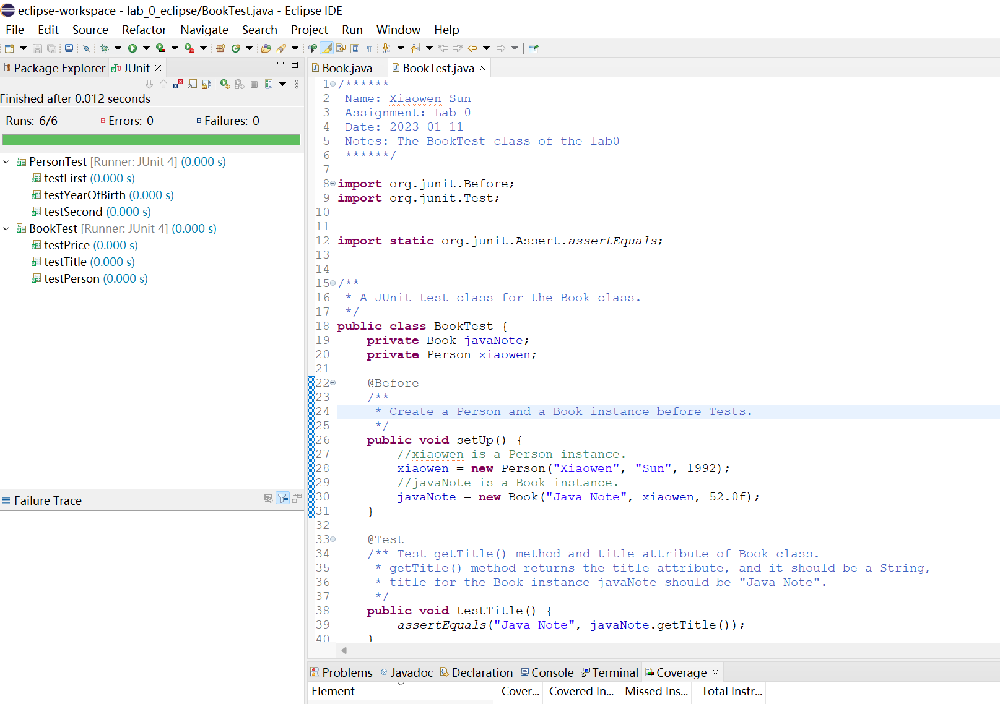 eclipse-workspace - lab_0_eclipse/BookTest.java - Eclipse IDE
File Edit Source Refactor Navigate Search Project Run Window Help
Package Explorer JUnit
Finished after 0.012 seconds
Runs: 6/6 Errors: 0 Failures: 0
PersonTest [Runner: JUnit 4] (0.000 s)
testFirst (0.000 s)
testYearOfBirth (0.000 s)
testSecond (0.000 s)
BookTest [Runner: JUnit 4] (0.000 s)
testPrice (0.000 s)
testTitle (0.000 s)
testPerson (0.000 s)
Failure Trace
Book.java BookTest.java
1 /******
2 Name: Xiaowen Sun
3 Assignment: Lab_0
4 Date: 2023-01-11
5 Notes: The BookTest class of the lab0
6 ******/
7
8 import org.junit.Before;
9 import org.junit.Test;
10
11
12 import static org.junit.Assert.assertEquals;
13
14
15 /**
16 * A JUnit test class for the Book class.
17 */
18 public class BookTest {
19 private Book javaNote;
20 private Person xiaowen;
21
22 @Before
23 /**
24 * Create a Person and a Book instance before Tests.
25 */
26 public void setUp() {
27 //xiaowen is a Person instance.
28 xiaowen = new Person("Xiaowen", "Sun", 1992);
29 //javaNote is a Book instance.
30 javaNote = new Book("Java Note", xiaowen, 52.0f);
31 }
32
33 @Test
34 /** Test getTitle() method and title attribute of Book class.
35 * getTitle() method returns the title attribute, and it should be a String,
36 * title for the Book instance javaNote should be "Java Note".
37 */
38 public void testTitle() {
39 assertEquals("Java Note", javaNote.getTitle());
40 }
Problems Javadoc Declaration Console Terminal Coverage
Element Cover... Covered In... Missed Ins... Total Instr...